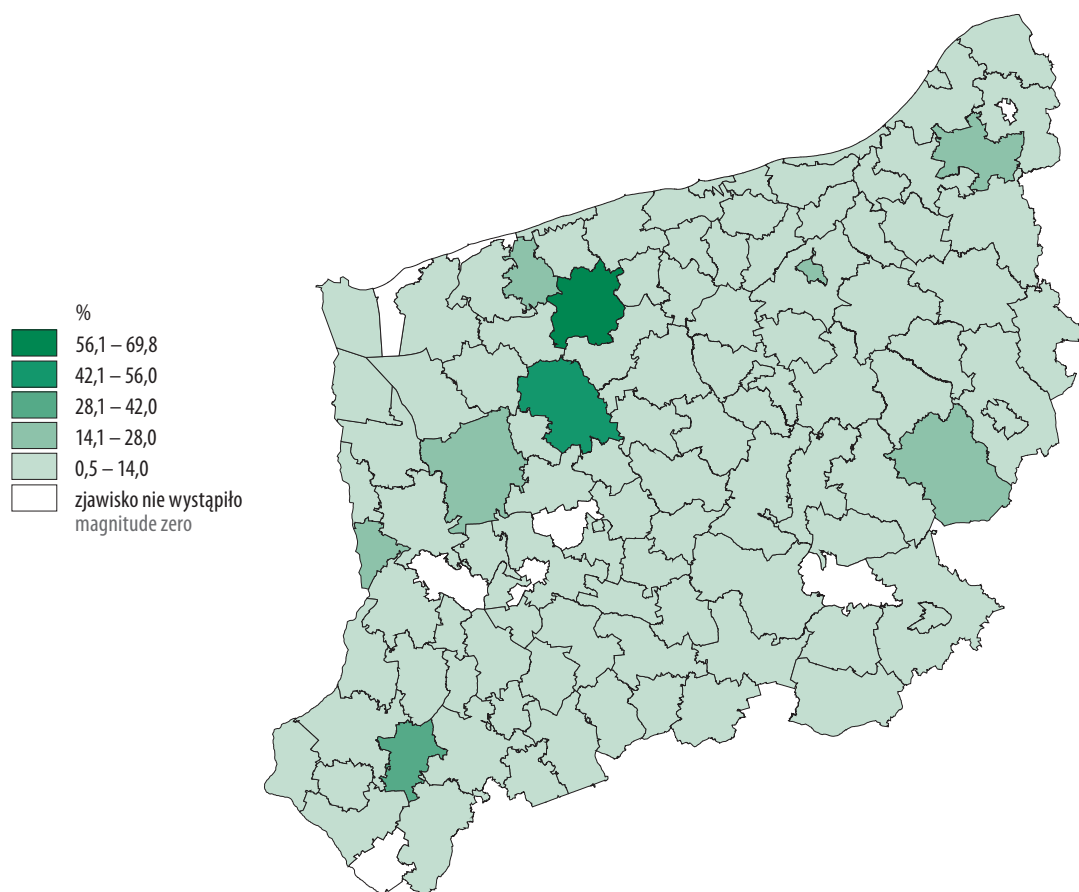 %
56,1 – 69,8
42,1 – 56,0
28,1 – 42,0
14,1 – 28,0
0,5 – 14,0
zjawisko nie wystąpiło
magnitude zero